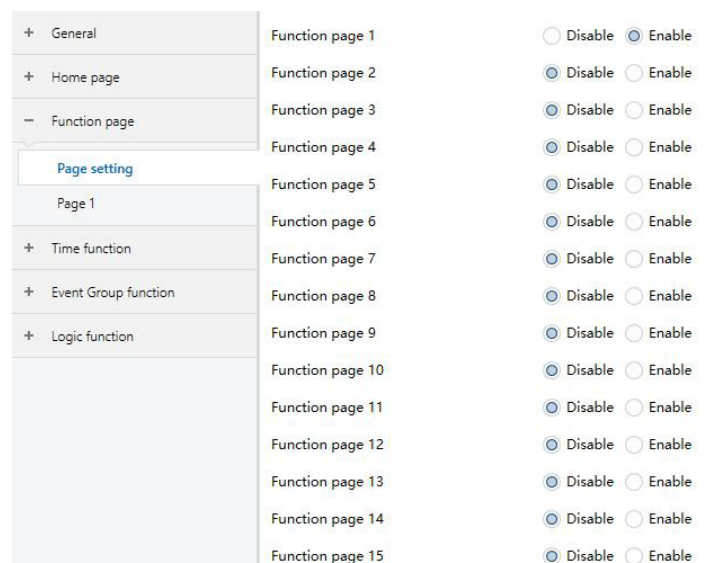 + General
+ Home page
− Function page
Page setting
Page 1
+ Time function
+ Event Group function
+ Logic function
Function page 1 Disable Enable
Function page 2 Disable Enable
Function page 3 Disable Enable
Function page 4 Disable Enable
Function page 5 Disable Enable
Function page 6 Disable Enable
Function page 7 Disable Enable
Function page 8 Disable Enable
Function page 9 Disable Enable
Function page 10 Disable Enable
Function page 11 Disable Enable
Function page 12 Disable Enable
Function page 13 Disable Enable
Function page 14 Disable Enable
Function page 15 Disable Enable